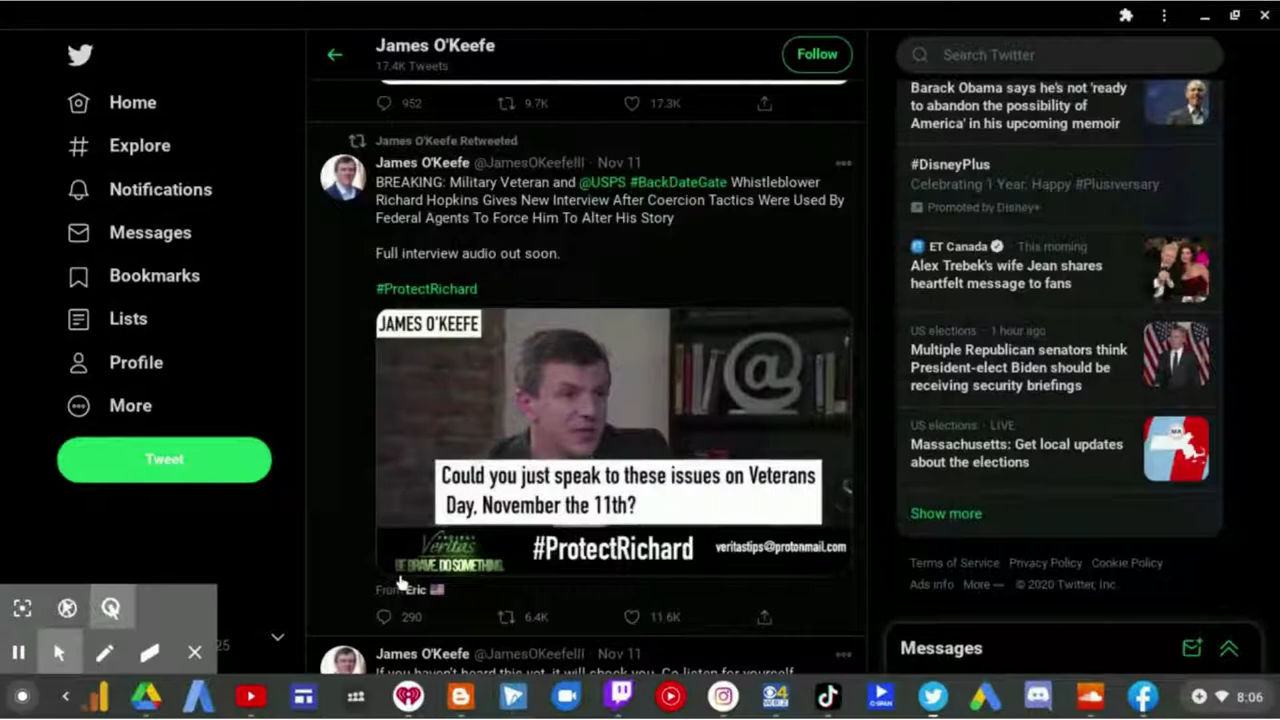 James O'Keefe
17.4K Tweets
Follow
Search Twitter
Home
Explore
Notifications
Messages
Bookmarks
Lists
Profile
More
Tweet
952
9.7K
17.3K
James O'Keefe Retweeted
James O'Keefe @JamesOKeefeIII · Nov 11
BREAKING: Military Veteran and @USPS #BackDateGate Whistleblower
Richard Hopkins Gives New Interview After Coercion Tactics Were Used By
Federal Agents To Force Him To Alter His Story
Full interview audio out soon.
#ProtectRichard
JAMES O'KEEFE
Could you just speak to these issues on Veterans
Day, November the 11th?
PROJECT
Veritas
BE BRAVE. DO SOMETHING.
#ProtectRichard
veritastips@protonmail.com
From Eric
290
6.4K
11.6K
James O'Keefe @JamesOKeefeIII · Nov 11
If you haven't heard this yet, it will shock you. Go listen for yourself
Barack Obama says he's not 'ready
to abandon the possibility of
America' in his upcoming memoir
#DisneyPlus
Celebrating 1 Year. Happy #Plusiversary
Promoted by Disney+
ET Canada · This morning
Alex Trebek's wife Jean shares
heartfelt message to fans
US elections · 1 hour ago
Multiple Republican senators think
President-elect Biden should be
receiving security briefings
US elections · LIVE
Massachusetts: Get local updates
about the elections
MA
Show more
Terms of Service Privacy Policy Cookie Policy
Ads info More — © 2020 Twitter, Inc.
Messages
25
CBS 4
WBZ
C-SPAN
8:06